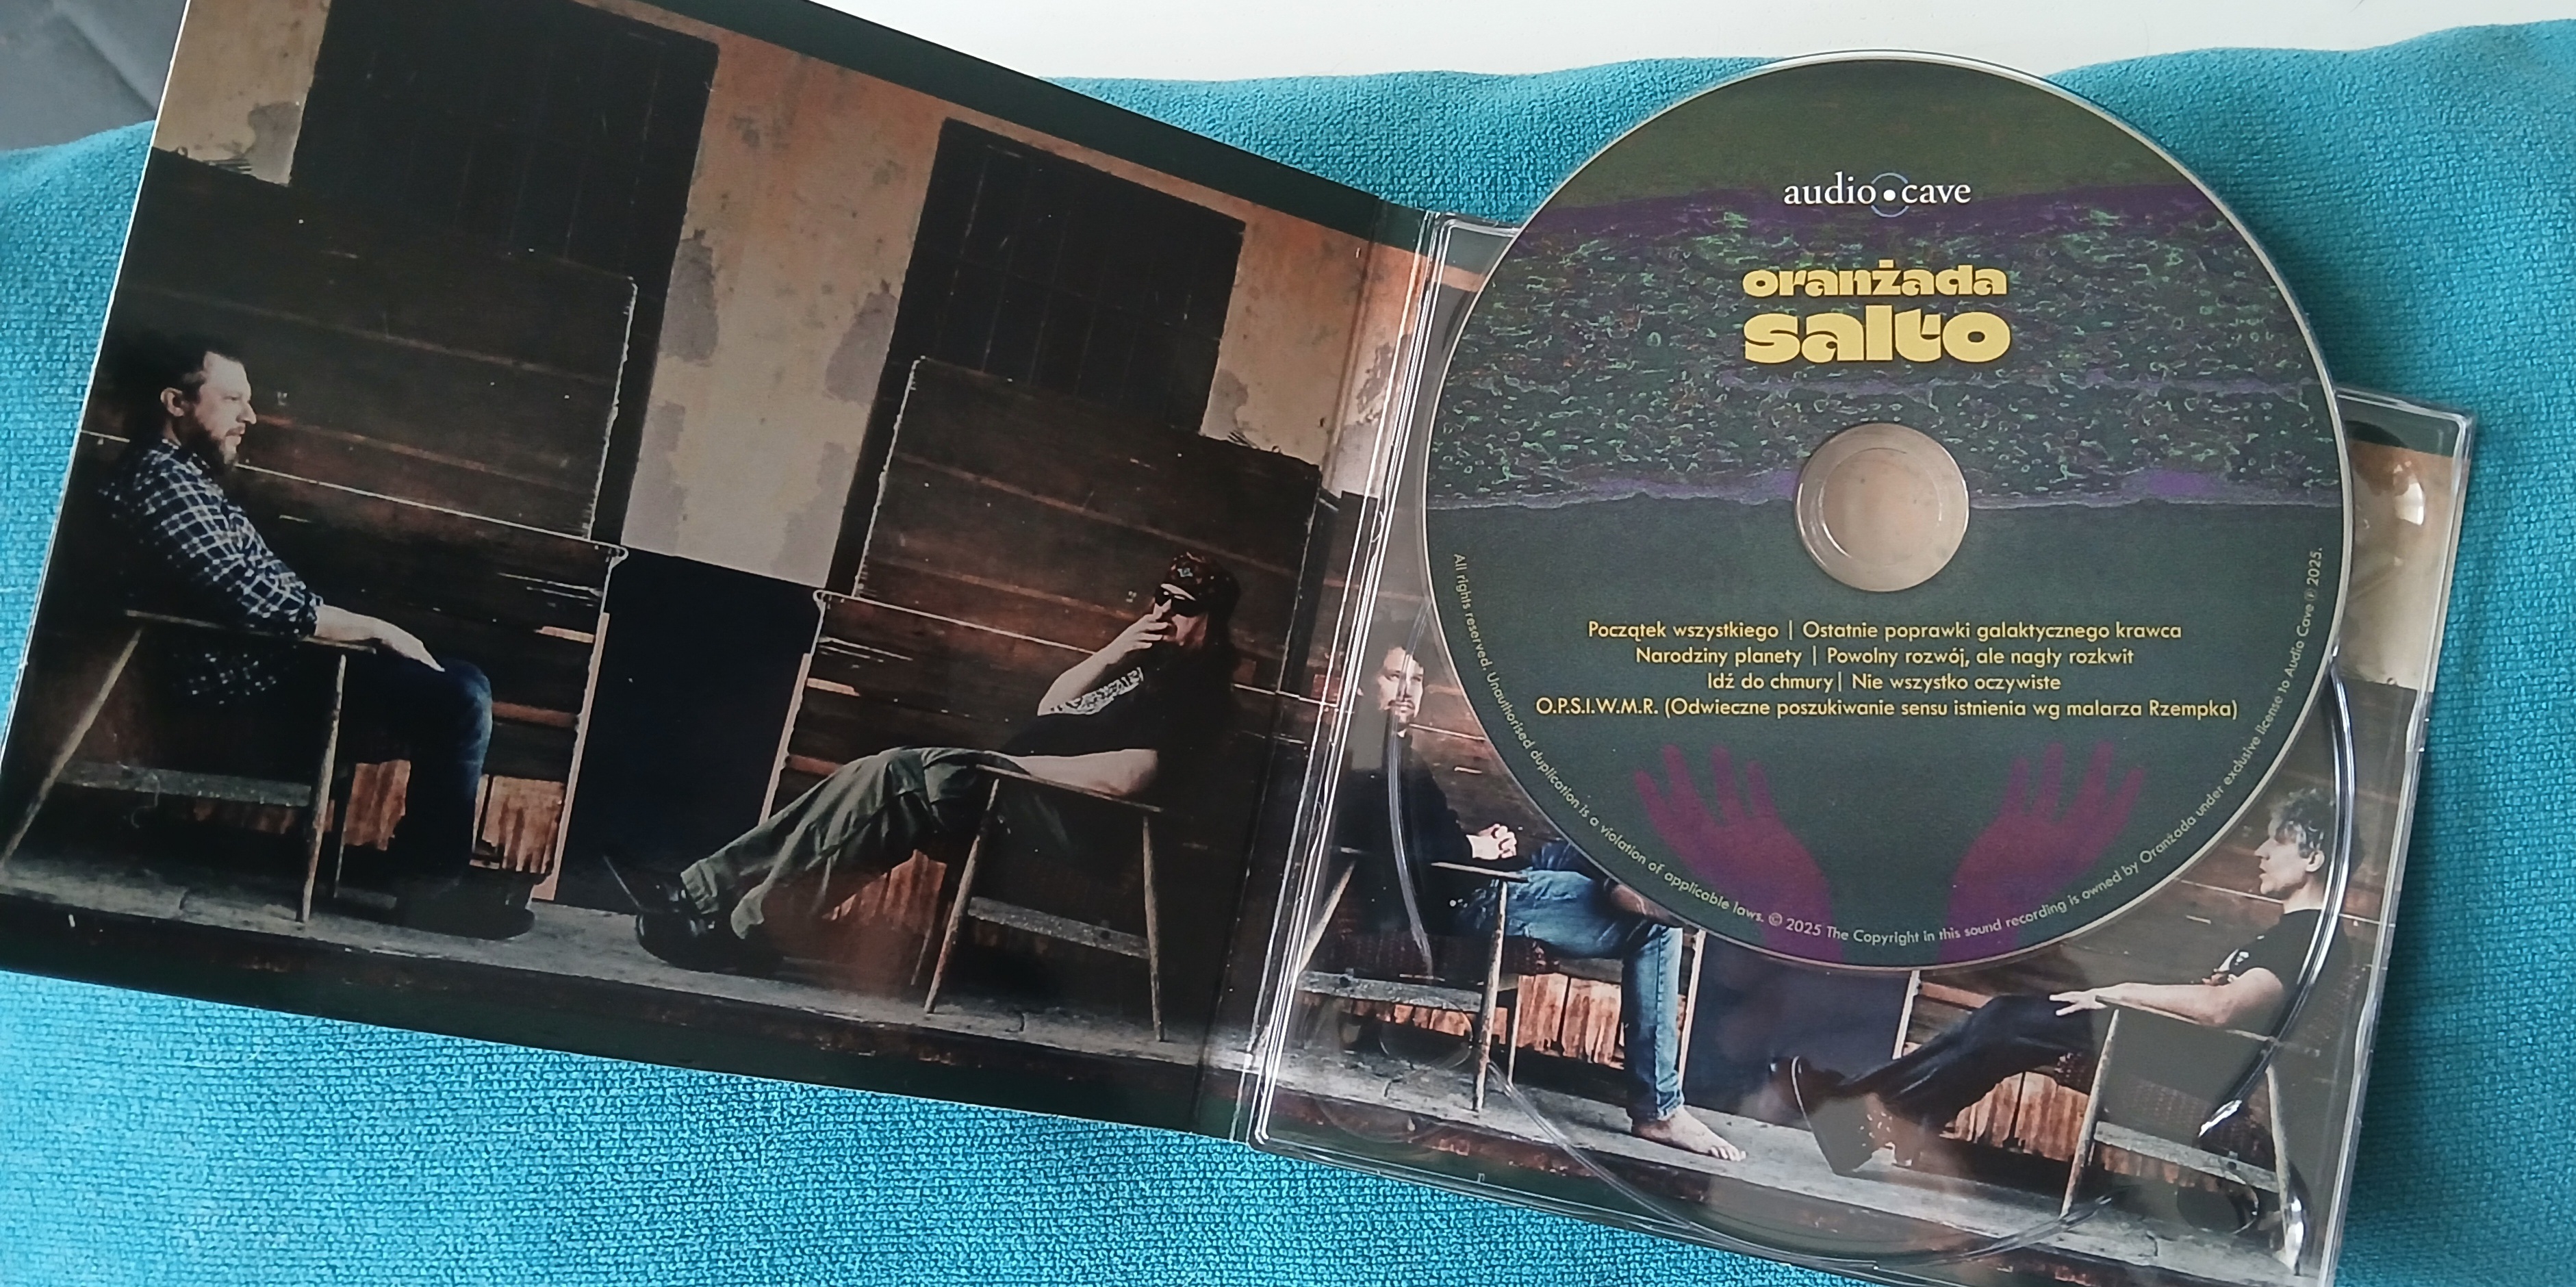 audio cave
oranżada
salto
Początek wszystkiego | Ostatnie poprawki galaktycznego krawca
Narodziny planety | Powolny rozwój, ale nagły rozkwit
Idź do chmury| Nie wszystko oczywiste
O.P.S.I.W.M.R. (Odwieczne poszukiwanie sensu istnienia wg malarza Rzempka)
All rights reserved. Unauthorised duplication is a violation of applicable laws. © 2025 The Copyright in this sound recording is owned by Oranżada under exclusive license to Audio Cave ℗ 2025.